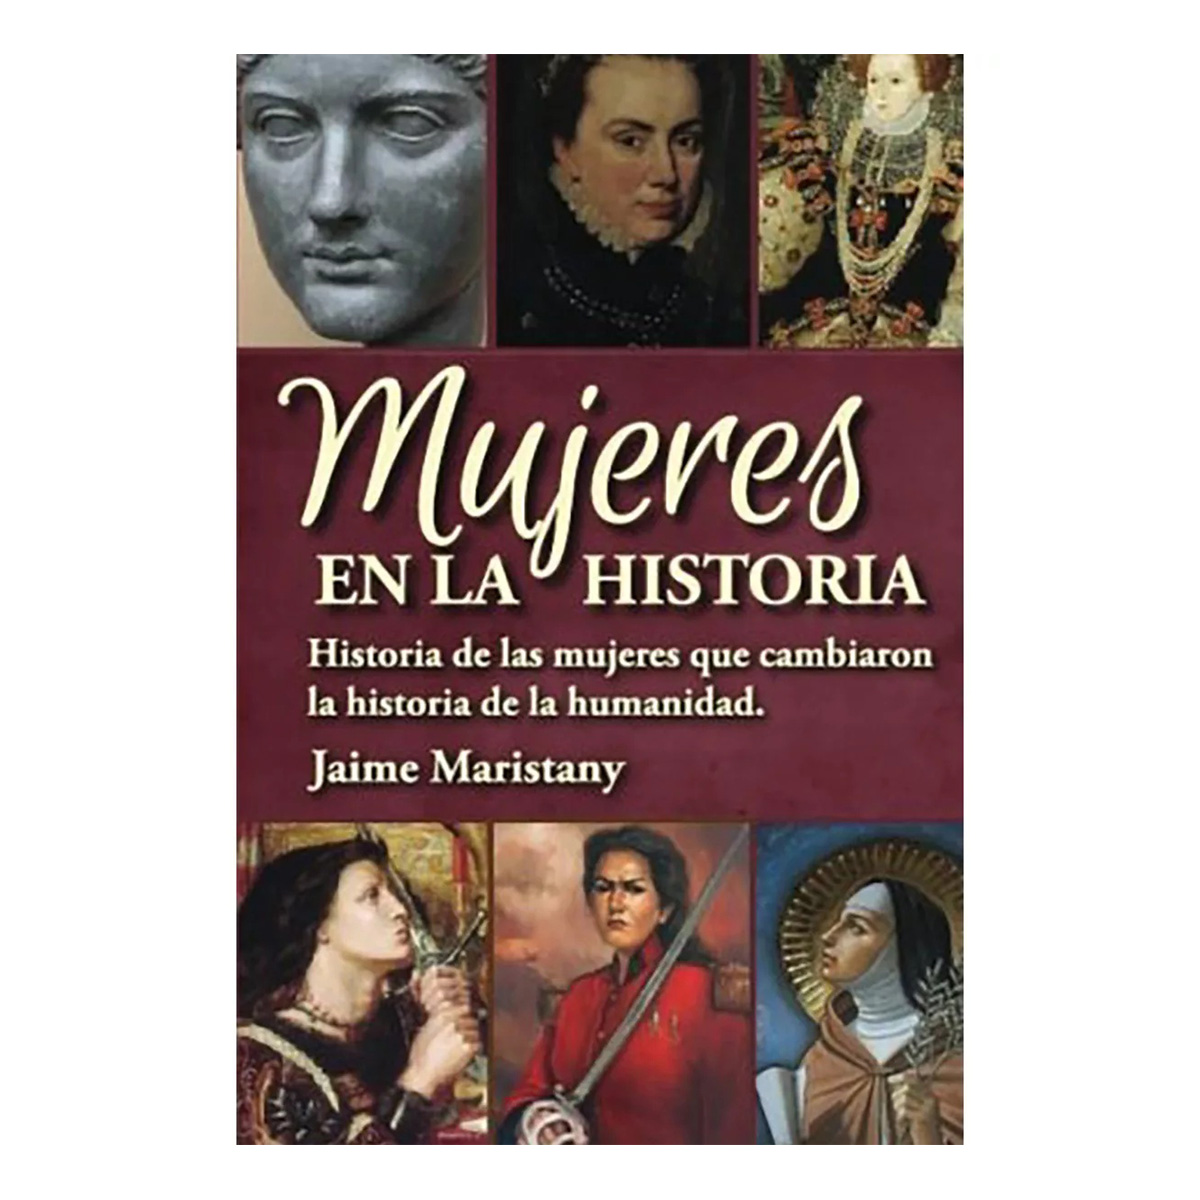 Mujeres
EN LA HISTORIA
Historia de las mujeres que cambiaron
la historia de la humanidad.
Jaime Maristany